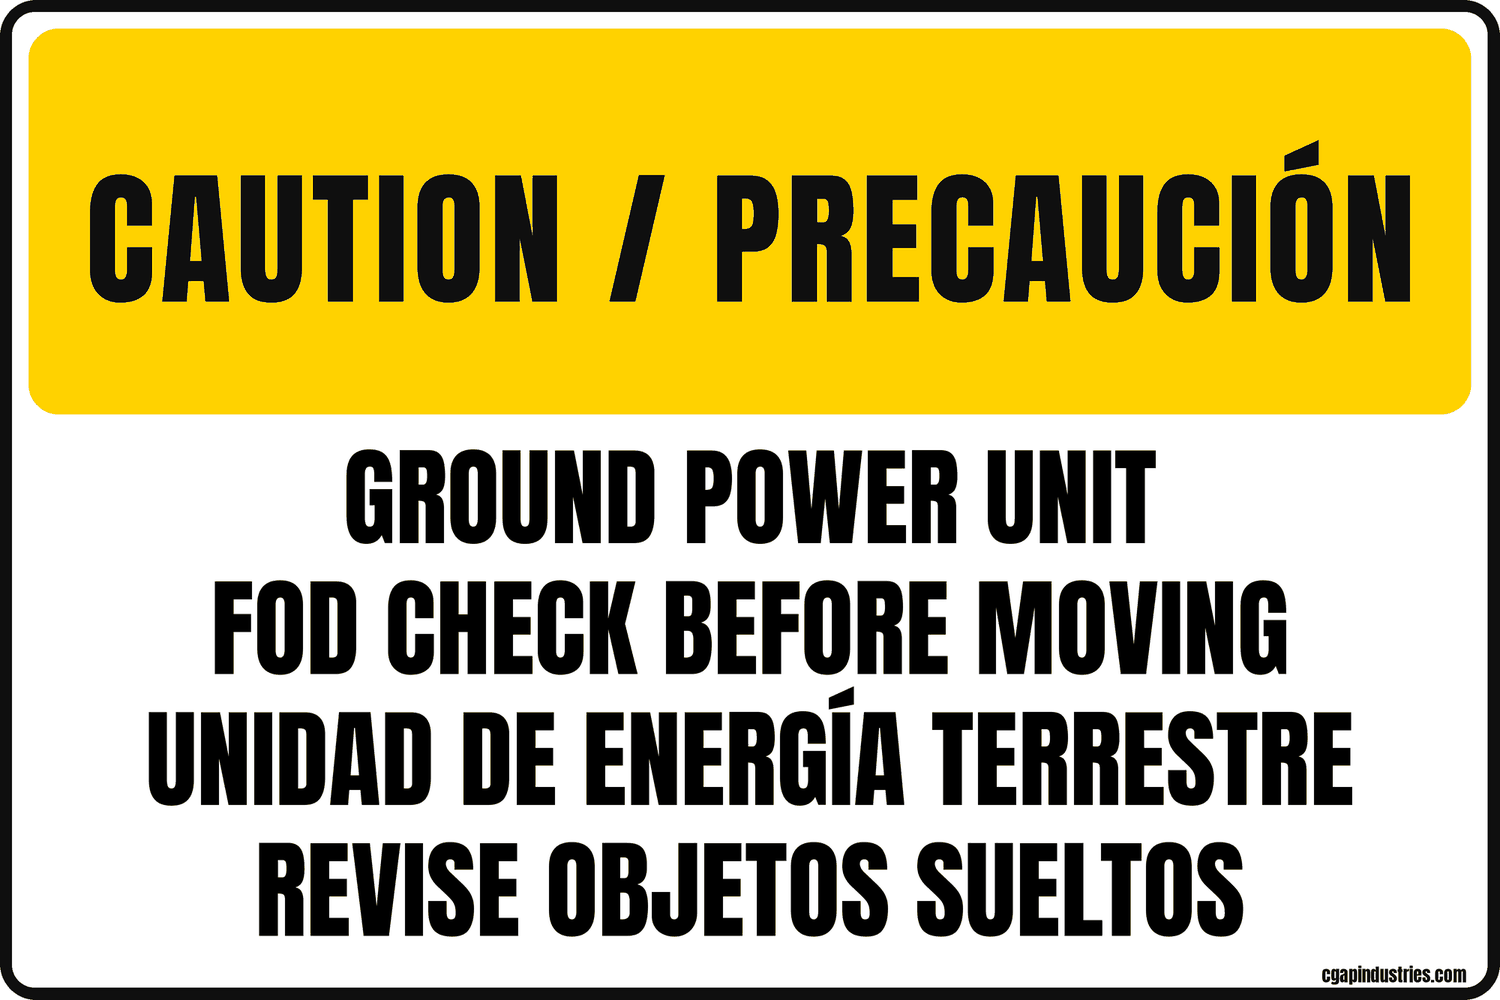 CAUTION / PRECAUCIÓN
GROUND POWER UNIT
FOD CHECK BEFORE MOVING
UNIDAD DE ENERGÍA TERRESTRE
REVISE OBJETOS SUELTOS
cgapindustries.com